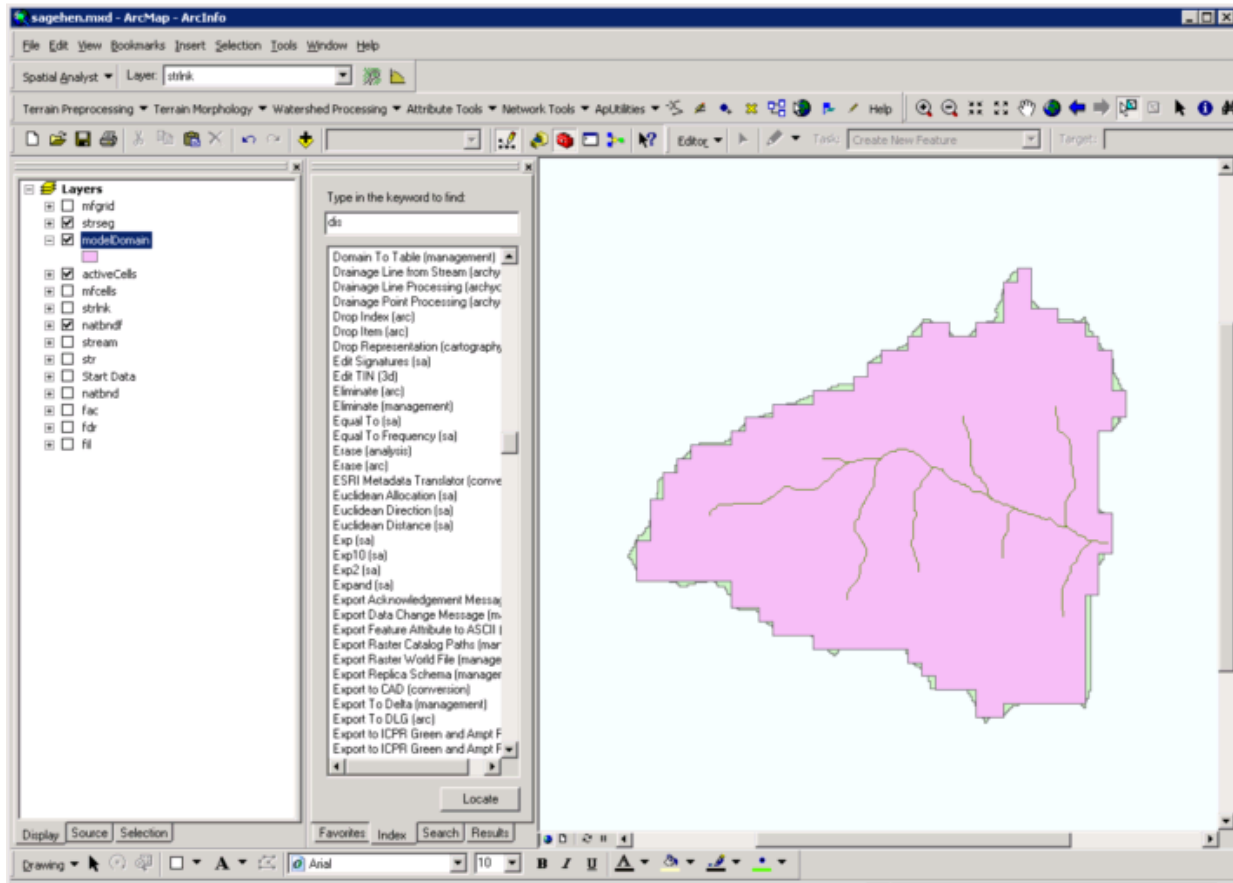 sagehen.mxd - ArcMap - ArcInfo
File Edit View Bookmarks Insert Selection Tools Window Help
Spatial Analyst Layer: strlnk
Terrain Preprocessing Terrain Morphology Watershed Processing Attribute Tools Network Tools ApUtilities Help
Editor Task: Create New Feature Target:
Layers
mfgrid
strseg
modelDomain
activeCells
mfcells
strlnk
natbndf
stream
str
Start Data
natbnd
fac
fdr
fil
Display Source Selection
Type in the keyword to find:
dis
Domain To Table (management)
Drainage Line from Stream (archy
Drainage Line Processing (archyc
Drainage Point Processing (archy
Drop Index (arc)
Drop Item (arc)
Drop Representation (cartography
Edit Signatures (sa)
Edit TIN (3d)
Eliminate (arc)
Eliminate (management)
Equal To (sa)
Equal To Frequency (sa)
Erase (analysis)
Erase (arc)
ESRI Metadata Translator (conve
Euclidean Allocation (sa)
Euclidean Direction (sa)
Euclidean Distance (sa)
Exp (sa)
Exp10 (sa)
Exp2 (sa)
Expand (sa)
Export Acknowledgement Messag
Export Data Change Message (m
Export Feature Attribute to ASCII (
Export Raster Catalog Paths (mar
Export Raster World File (manage
Export Replica Schema (manager
Export to CAD (conversion)
Export To Delta (management)
Export To DLG (arc)
Export to ICPR Green and Ampt F
Export to ICPR Green and Ampt F
Locate
Favorites Index Search Results
Drawing A Arial 10 B I U A